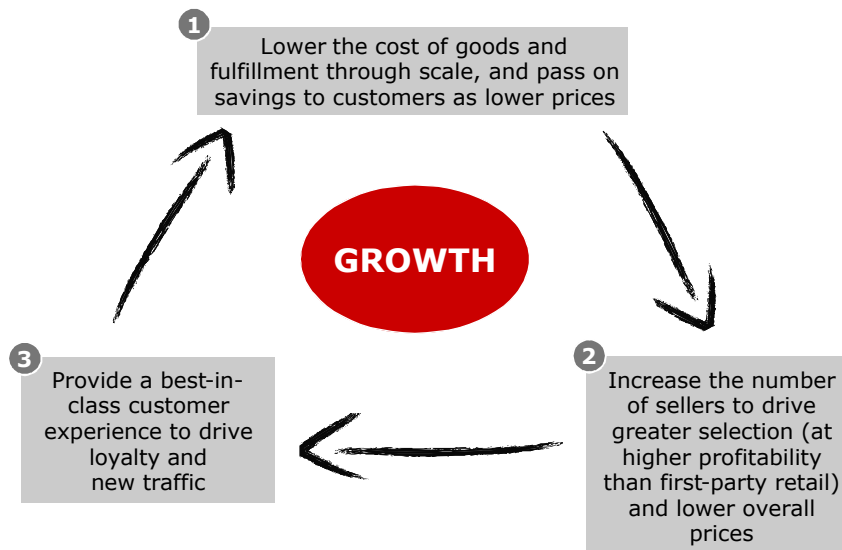 1
Lower the cost of goods and
fulfillment through scale, and pass on
savings to customers as lower prices
GROWTH
2
Increase the number
of sellers to drive
greater selection (at
higher profitability
than first-party retail)
and lower overall
prices
3
Provide a best-in-
class customer
experience to drive
loyalty and
new traffic